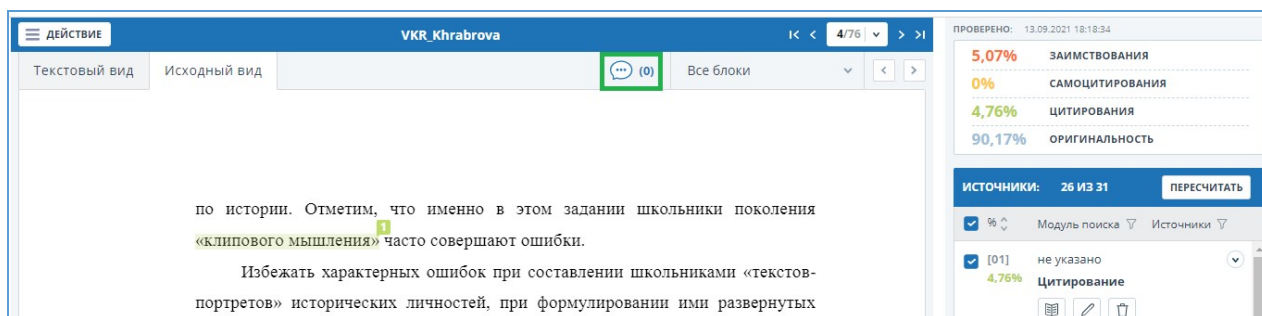 ДЕЙСТВИЕ
VKR_Khrabrova
4/76
Текстовый вид
Исходный вид
(0)
Все блоки
по истории. Отметим, что именно в этом задании школьники поколения
1
«клипового мышления» часто совершают ошибки.
Избежать характерных ошибок при составлении школьниками «текстов-
портретов» исторических личностей, при формулировании ими развернутых
ПРОВЕРЕНО: 13.09.2021 18:18:34
5,07% ЗАИМСТВОВАНИЯ
0% САМОЦИТИРОВАНИЯ
4,76% ЦИТИРОВАНИЯ
90,17% ОРИГИНАЛЬНОСТЬ
ИСТОЧНИКИ: 26 ИЗ 31 ПЕРЕСЧИТАТЬ
% Модуль поиска Источники
[01] не указано
4,76% Цитирование